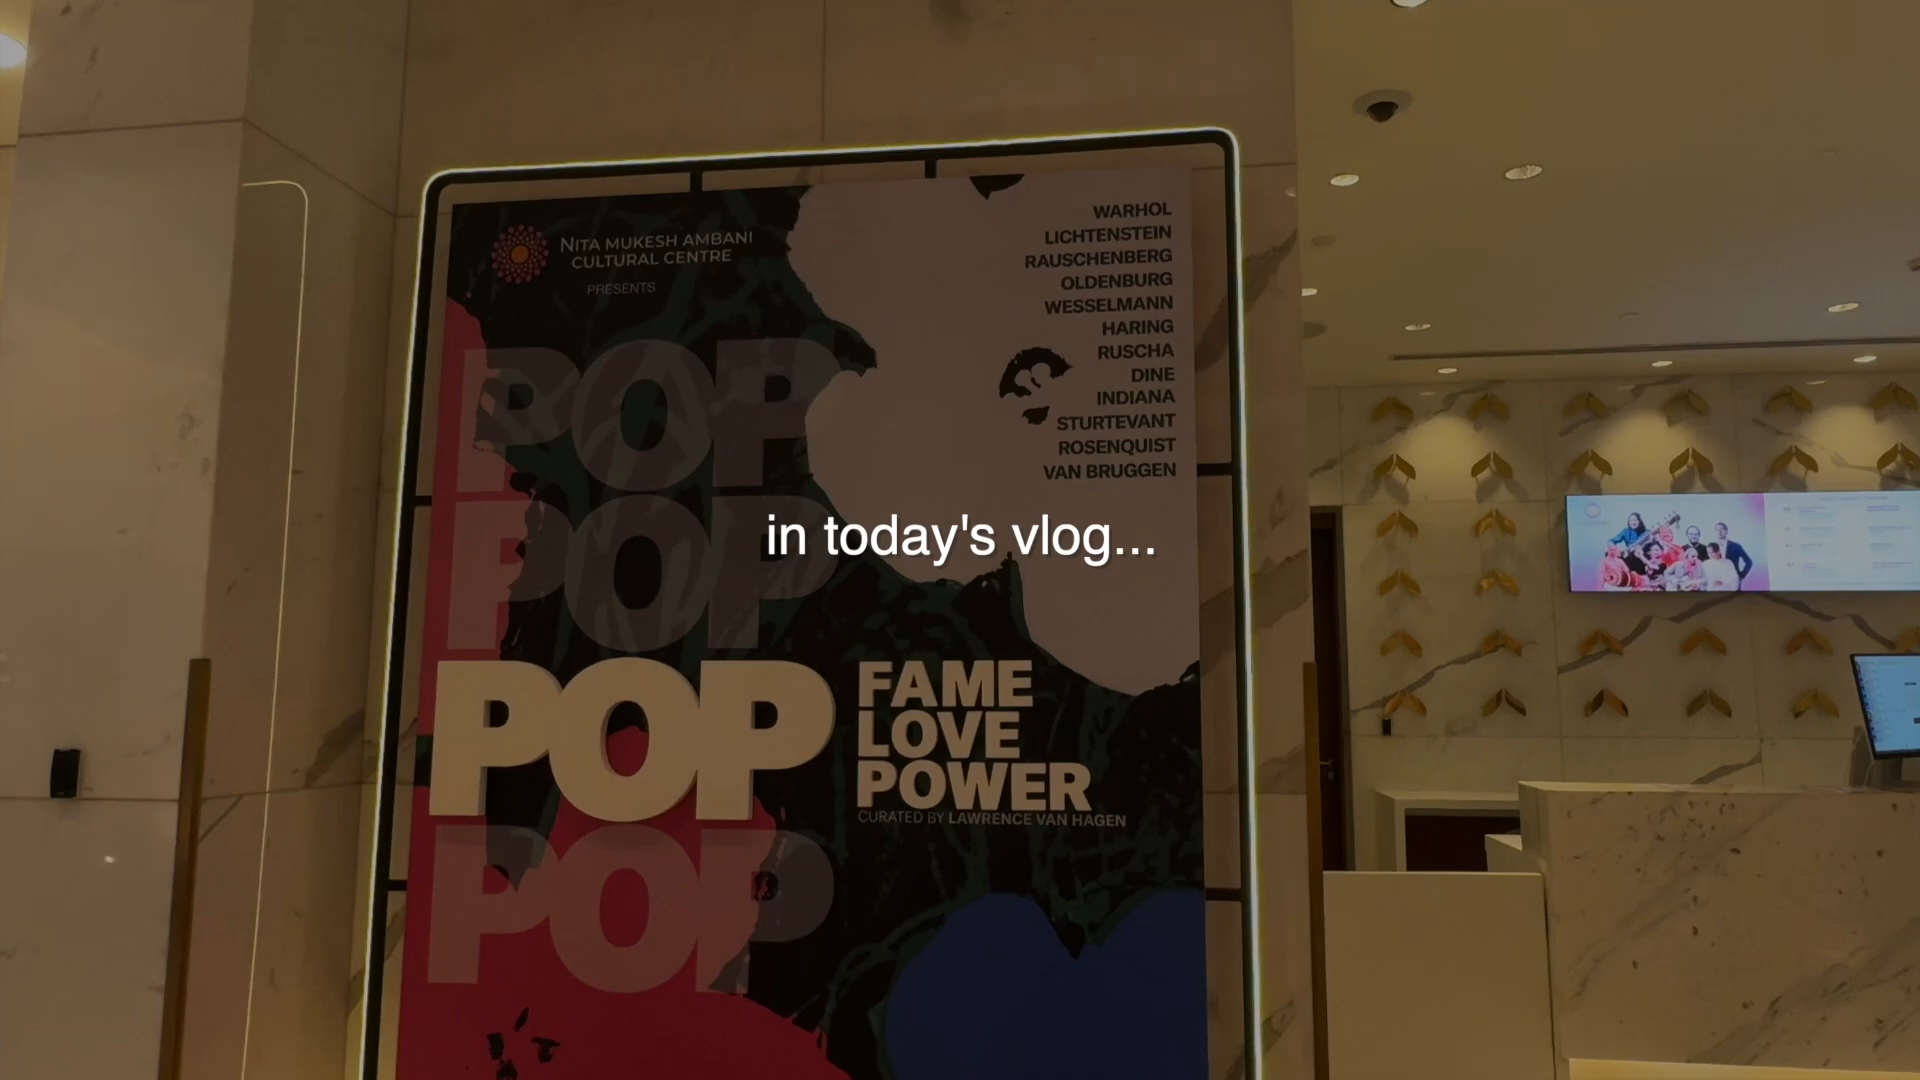 NITA MUKESH AMBANI
CULTURAL CENTRE
PRESENTS
WARHOL
LICHTENSTEIN
RAUSCHENBERG
OLDENBURG
WESSELMANN
HARING
RUSCHA
DINE
INDIANA
STURTEVANT
ROSENQUIST
VAN BRUGGEN
POP
POP
in today's vlog...
POP
FAME
LOVE
POWER
CURATED BY LAWRENCE VAN HAGEN
POP